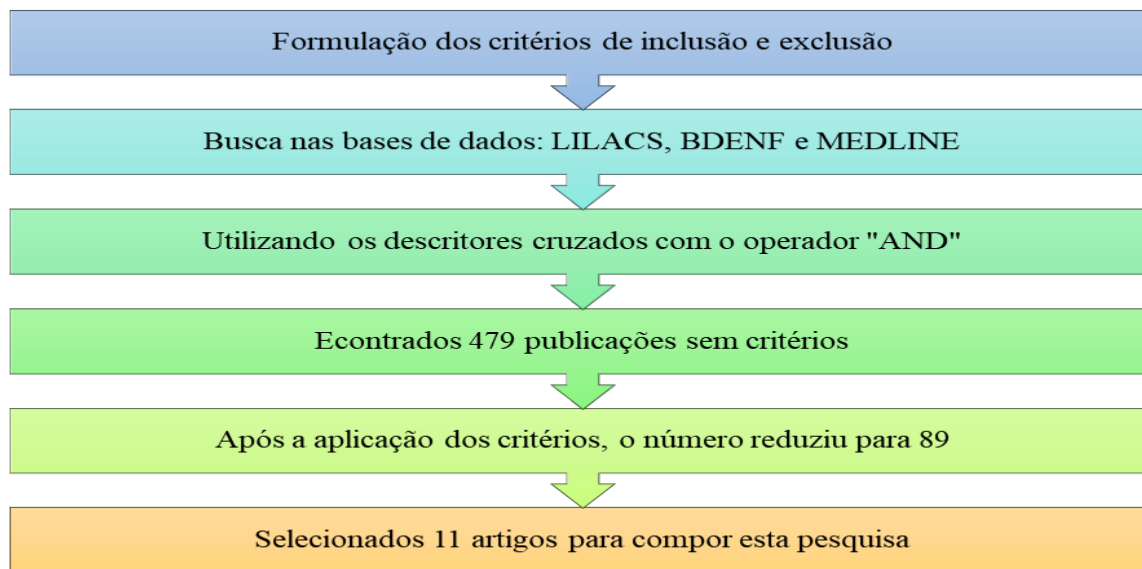 Formulação dos critérios de inclusão e exclusão
Busca nas bases de dados: LILACS, BDENF e MEDLINE
Utilizando os descritores cruzados com o operador "AND"
Econtrados 479 publicações sem critérios
Após a aplicação dos critérios, o número reduziu para 89
Selecionados 11 artigos para compor esta pesquisa